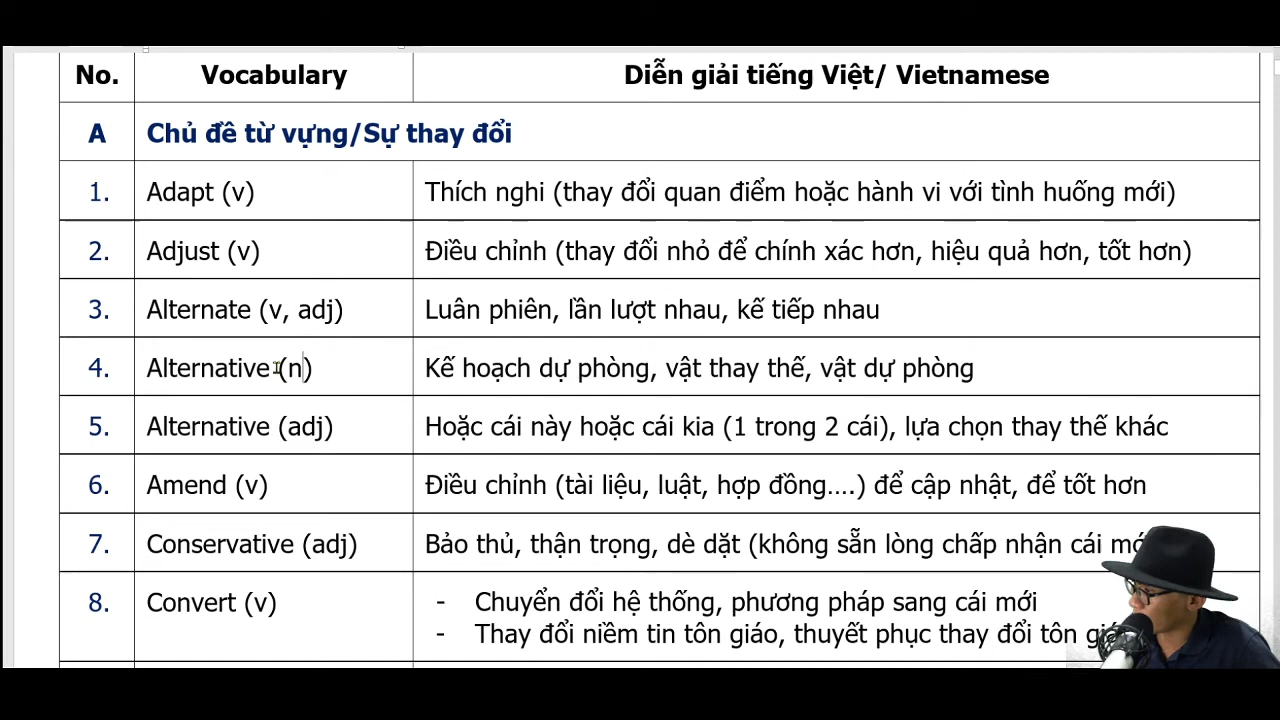 No. Vocabulary Diễn giải tiếng Việt/ Vietnamese
A Chủ đề từ vựng/Sự thay đổi
1. Adapt (v) Thích nghi (thay đổi quan điểm hoặc hành vi với tình huống mới)
2. Adjust (v) Điều chỉnh (thay đổi nhỏ để chính xác hơn, hiệu quả hơn, tốt hơn)
3. Alternate (v, adj) Luân phiên, lần lượt nhau, kế tiếp nhau
4. Alternative (n) Kế hoạch dự phòng, vật thay thế, vật dự phòng
5. Alternative (adj) Hoặc cái này hoặc cái kia (1 trong 2 cái), lựa chọn thay thế khác
6. Amend (v) Điều chỉnh (tài liệu, luật, hợp đồng....) để cập nhật, để tốt hơn
7. Conservative (adj) Bảo thủ, thận trọng, dè dặt (không sẵn lòng chấp nhận cái
8. Convert (v) - Chuyển đổi hệ thống, phương pháp sang cái mới
- Thay đổi niềm tin tôn giáo, thuyết phục thay đổi tôn